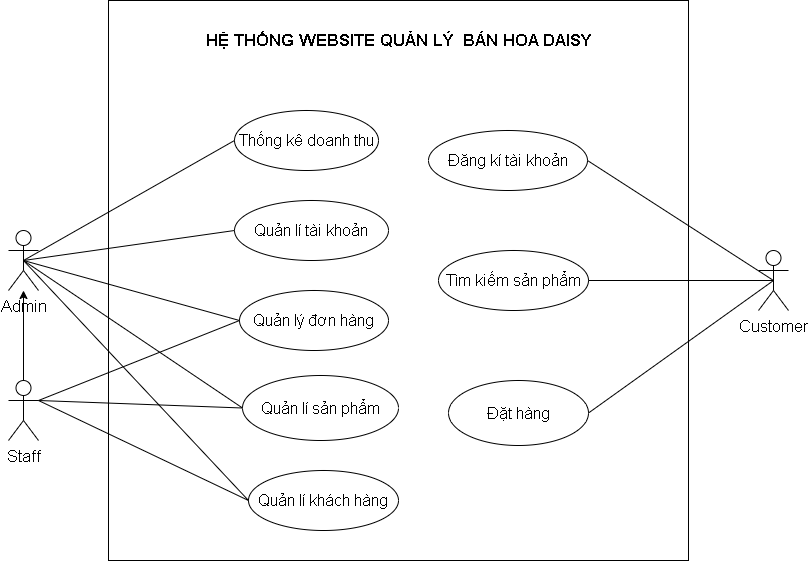 HỆ THỐNG WEBSITE QUẢN LÝ BÁN HOA DAISY
Thống kê doanh thu
Đăng kí tài khoản
Quản lí tài khoản
Tìm kiếm sản phẩm
Admin
Quản lý đơn hàng
Customer
Quản lí sản phẩm
Đặt hàng
Staff
Quản lí khách hàng